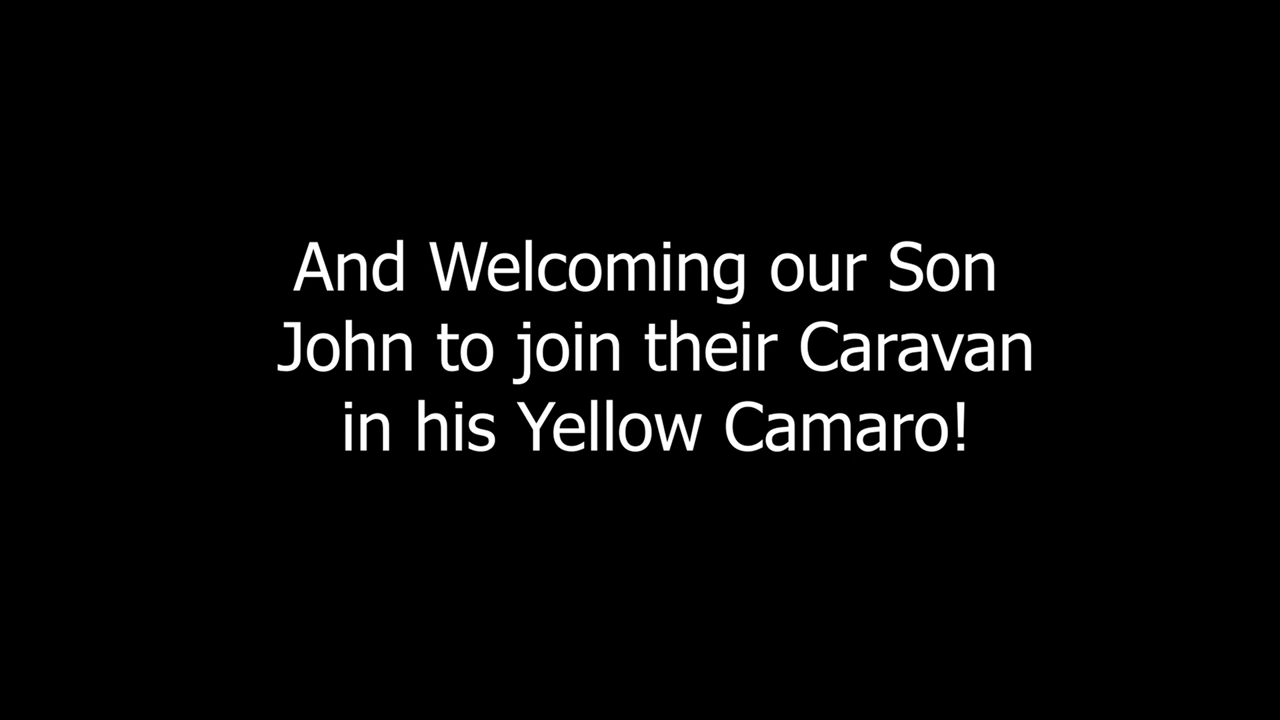 And Welcoming our Son
John to join their Caravan
in his Yellow Camaro!